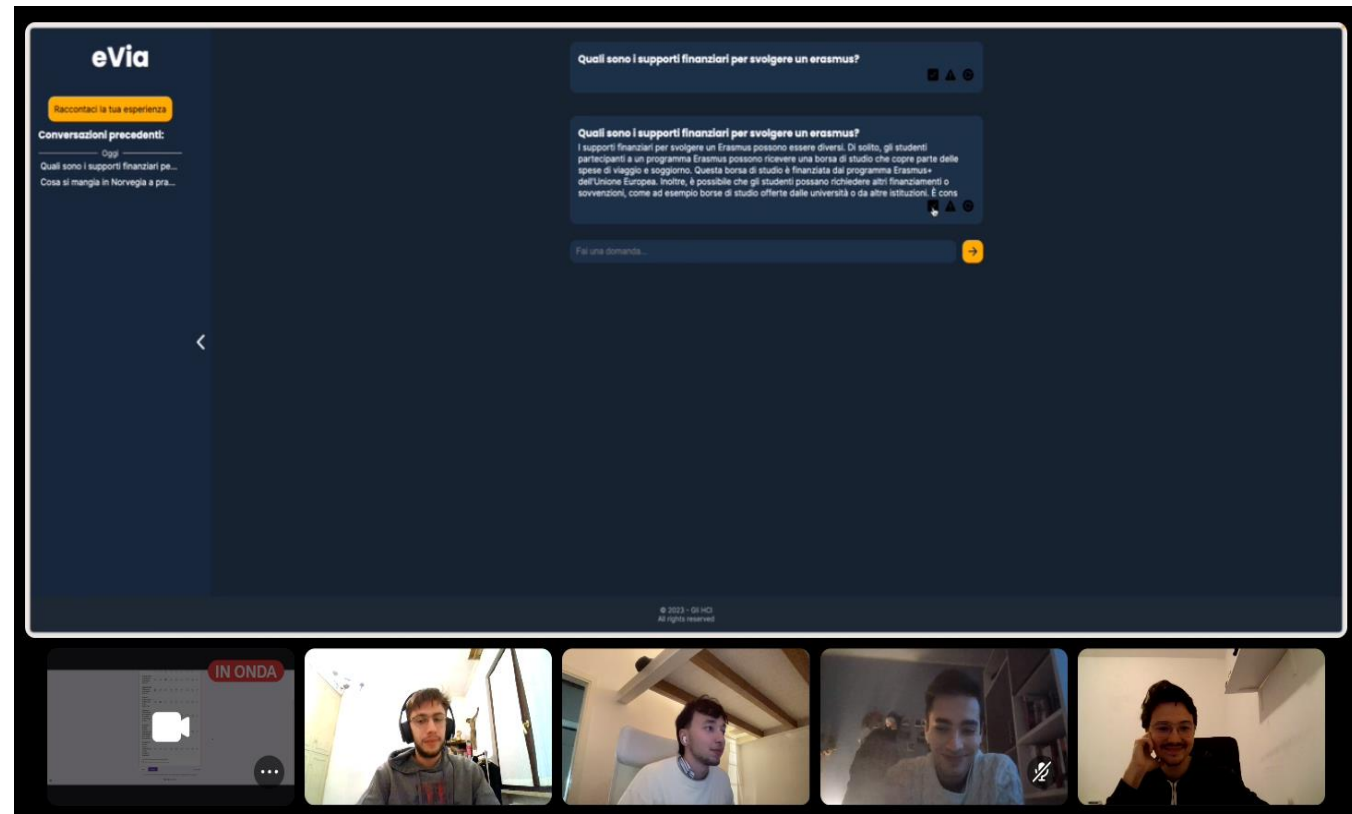 eVia
Raccontaci la tua esperienza
Conversazioni precedenti:
Oggi
Quali sono i supporti finanziari pe...
Cosa si mangia in Norvegia a pra...
Quali sono i supporti finanziari per svolgere un erasmus?
Quali sono i supporti finanziari per svolgere un erasmus?
I supporti finanziari per svolgere un Erasmus possono essere diversi. Di solito, gli studenti
partecipanti a un programma Erasmus possono ricevere una borsa di studio che copre parte delle
spese di viaggio e soggiorno. Questa borsa di studio è finanziata dal programma Erasmus+
dell'Unione Europea. Inoltre, è possibile che gli studenti possano richiedere altri finanziamenti o
sovvenzioni, come ad esempio borse di studio offerte dalle università o da altre istituzioni. È cons
Fai una domanda...
© 2023 - Gli HCI
All rights reserved
IN ONDA